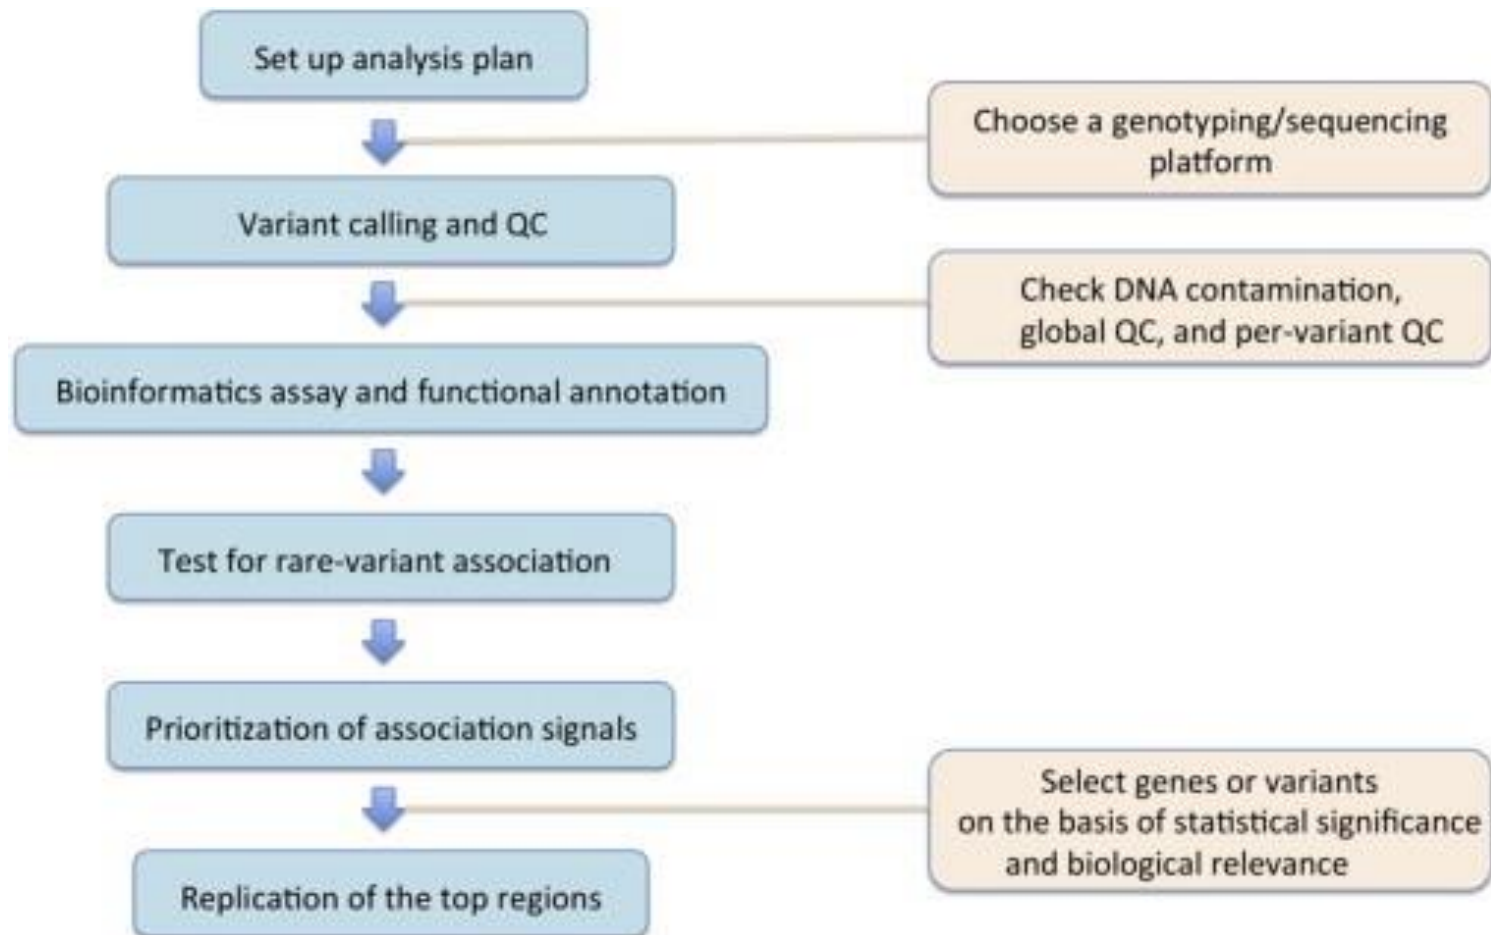 Set up analysis plan
Choose a genotyping/sequencing
platform
Variant calling and QC
Check DNA contamination,
global QC, and per-variant QC
Bioinformatics assay and functional annotation
Test for rare-variant association
Prioritization of association signals
Select genes or variants
on the basis of statistical significance
and biological relevance
Replication of the top regions